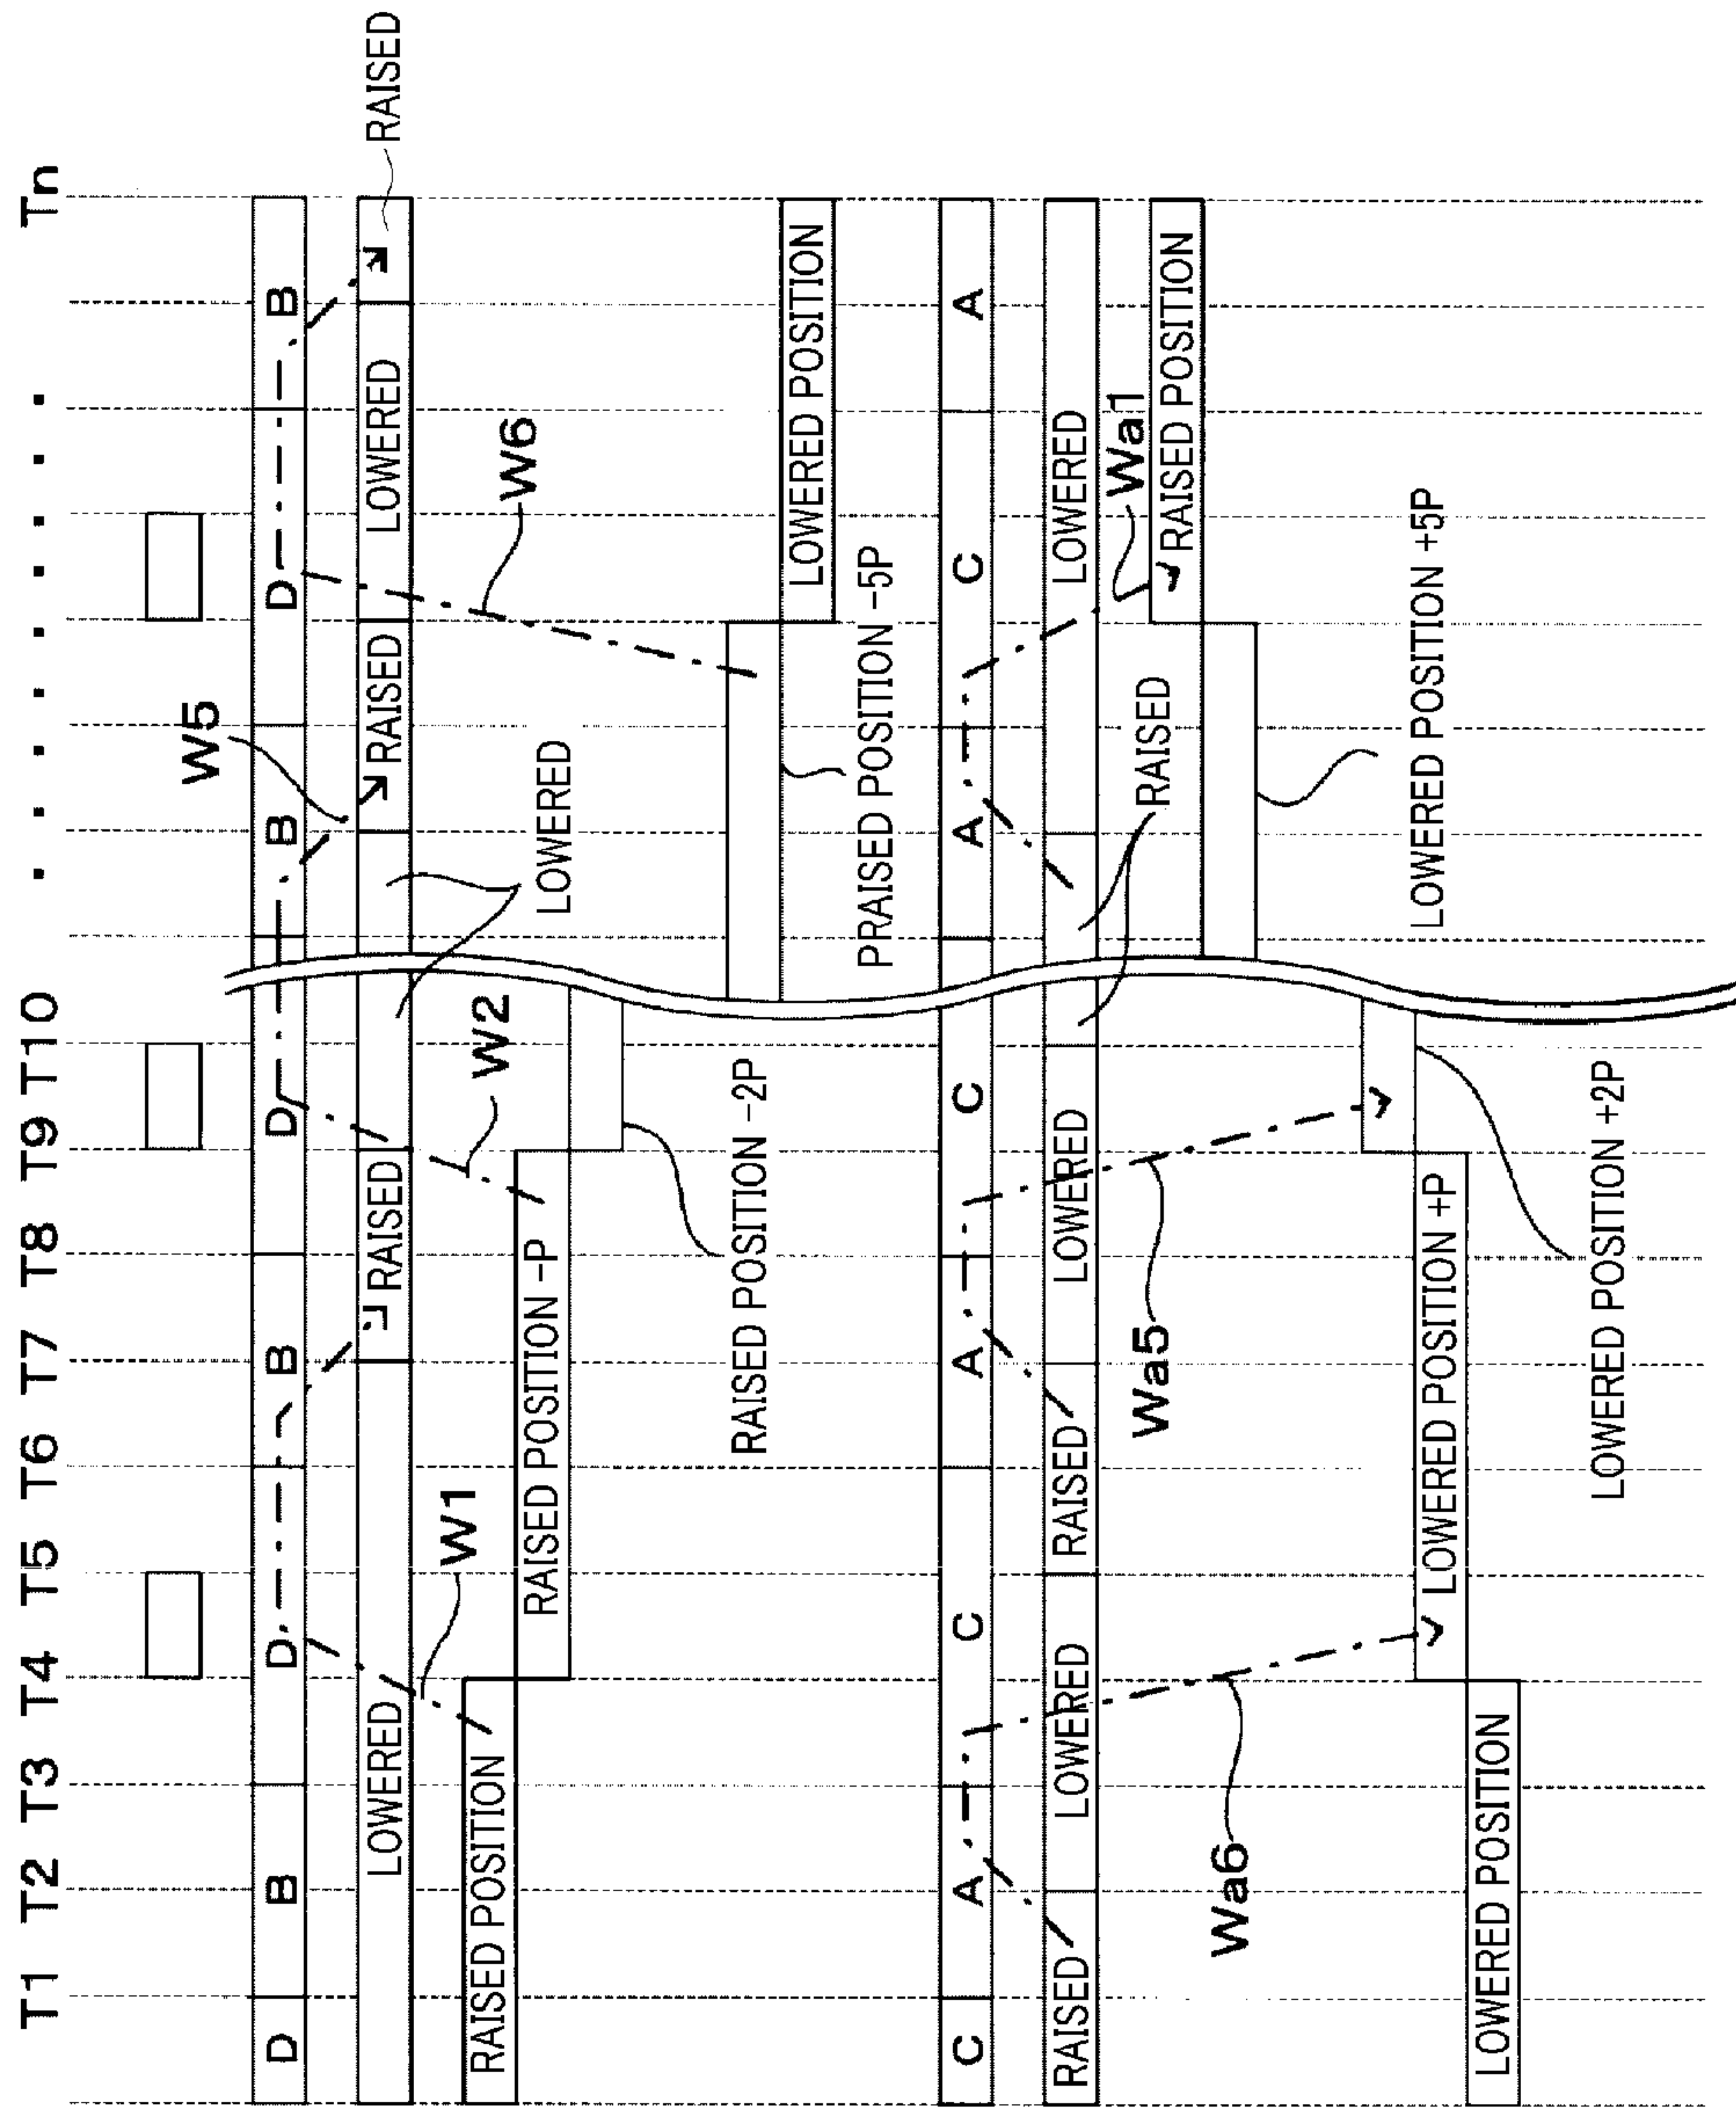 T1 T2 T3 T4 T5 T6 T7 T8 T9 T10 . . . . . . . . Tn
D B D B D B D B
W5
LOWERED RAISED RAISED LOWERED RAISED
W1
RAISED POSITION
W2
W6
RAISED POSITION -P
LOWERED
RAISED POSITION -2P
LOWERED POSITION
PRAISED POSITION -5P
C A C A C A C A
RAISED LOWERED RAISED LOWERED LOWERED LOWERED
Wa1
RAISED
RAISED POSITION
Wa5
Wa6
LOWERED POSITION +P
LOWERED POSITION +5P
LOWERED POSITION
LOWERED POSITION +2P